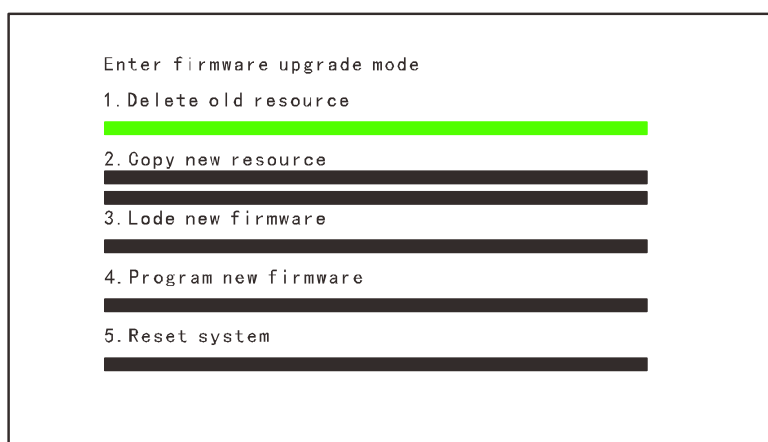 Enter firmware upgrade mode
1. Delete old resource
2. Copy new resource
3. Lode new firmware
4. Program new firmware
5. Reset system